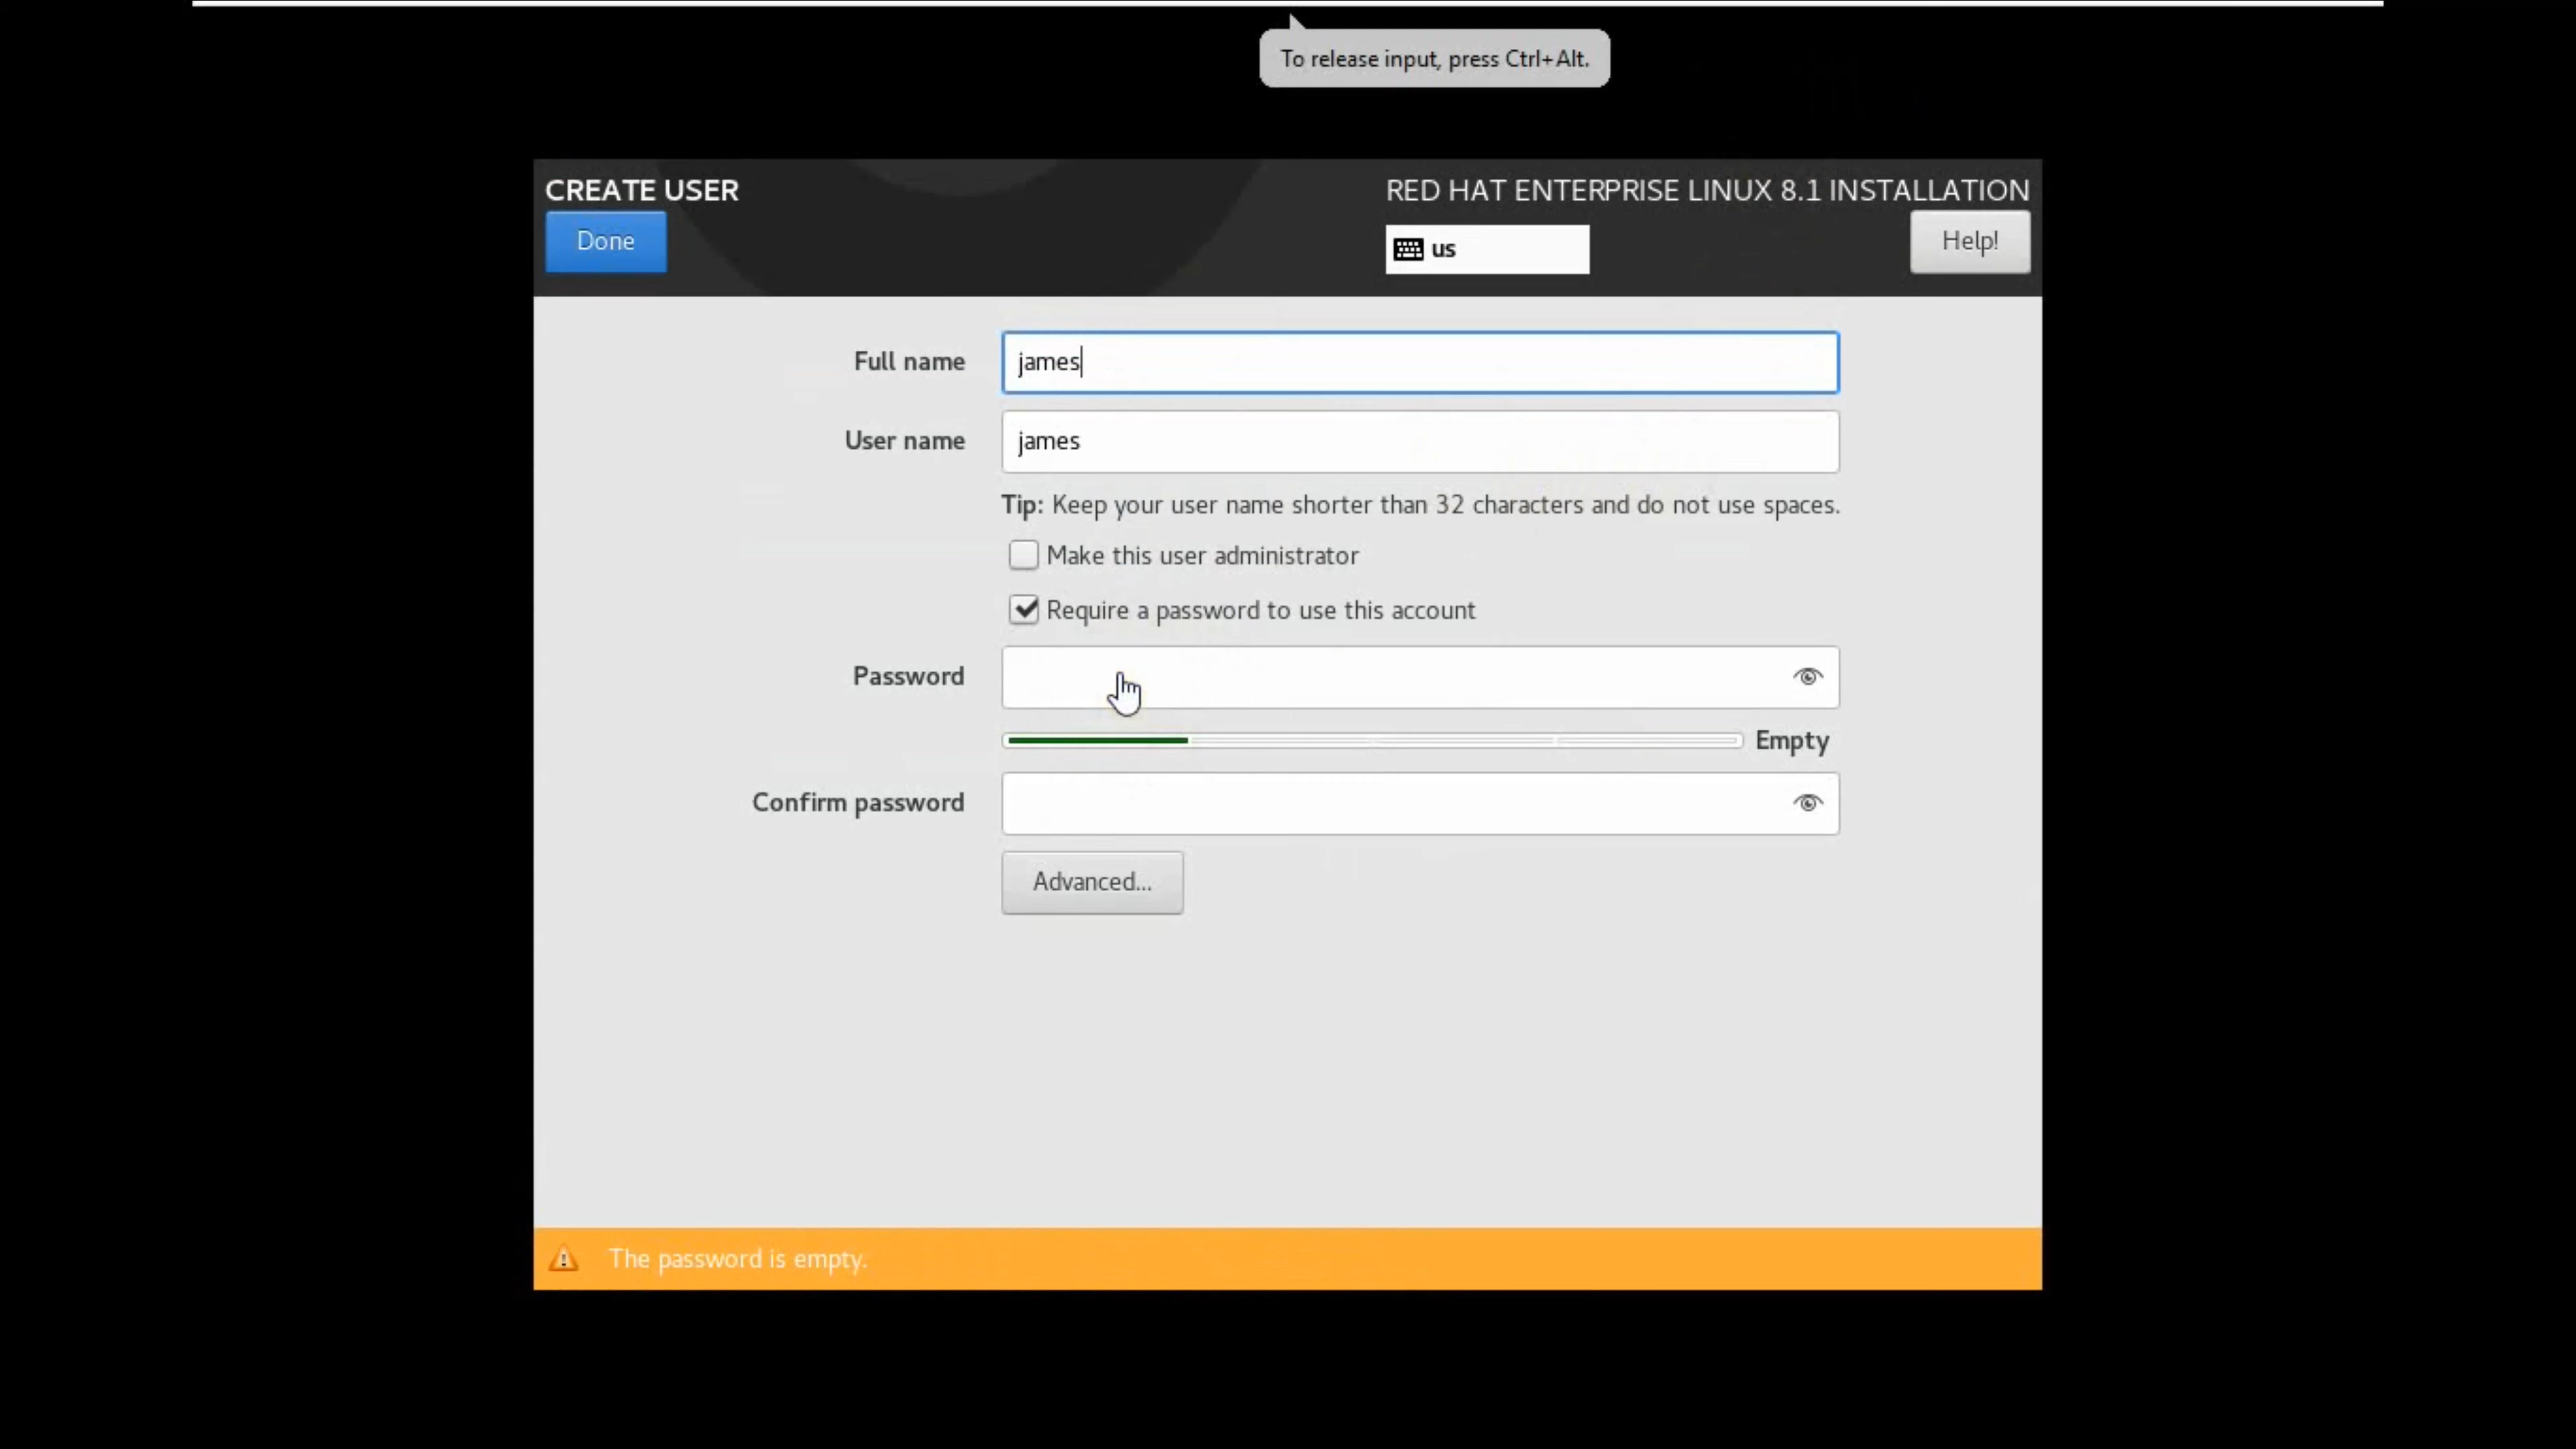 To release input, press Ctrl+Alt.
CREATE USER
RED HAT ENTERPRISE LINUX 8.1 INSTALLATION
Done
us
Help!
Full name
james
User name
james
Tip: Keep your user name shorter than 32 characters and do not use spaces.
Make this user administrator
Require a password to use this account
Password
Empty
Confirm password
Advanced...
The password is empty.